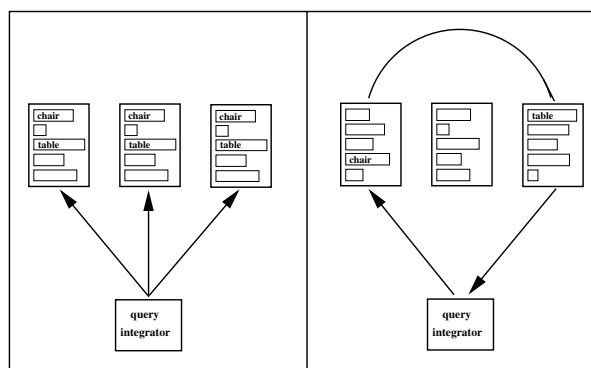 chair
table
chair
table
chair
table
query
integrator
chair
table
query
integrator